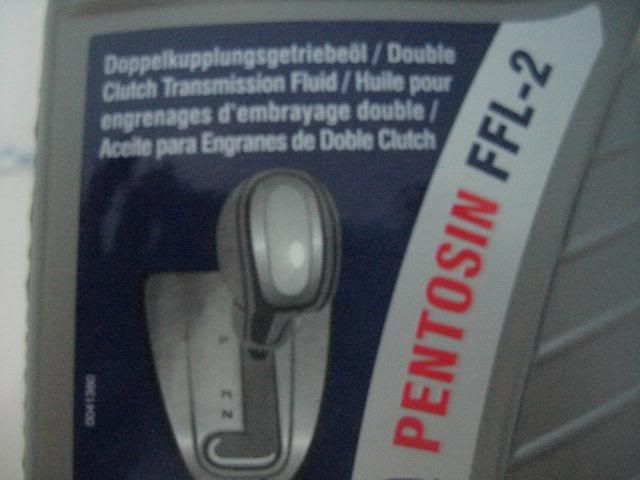 Doppelkupplungsgetriebeöl / Double
Clutch Transmission Fluid / Huile pour
engrenages d'embrayage double /
Aceite para Engranes de Doble Clutch
PENTOSIN FFL-2